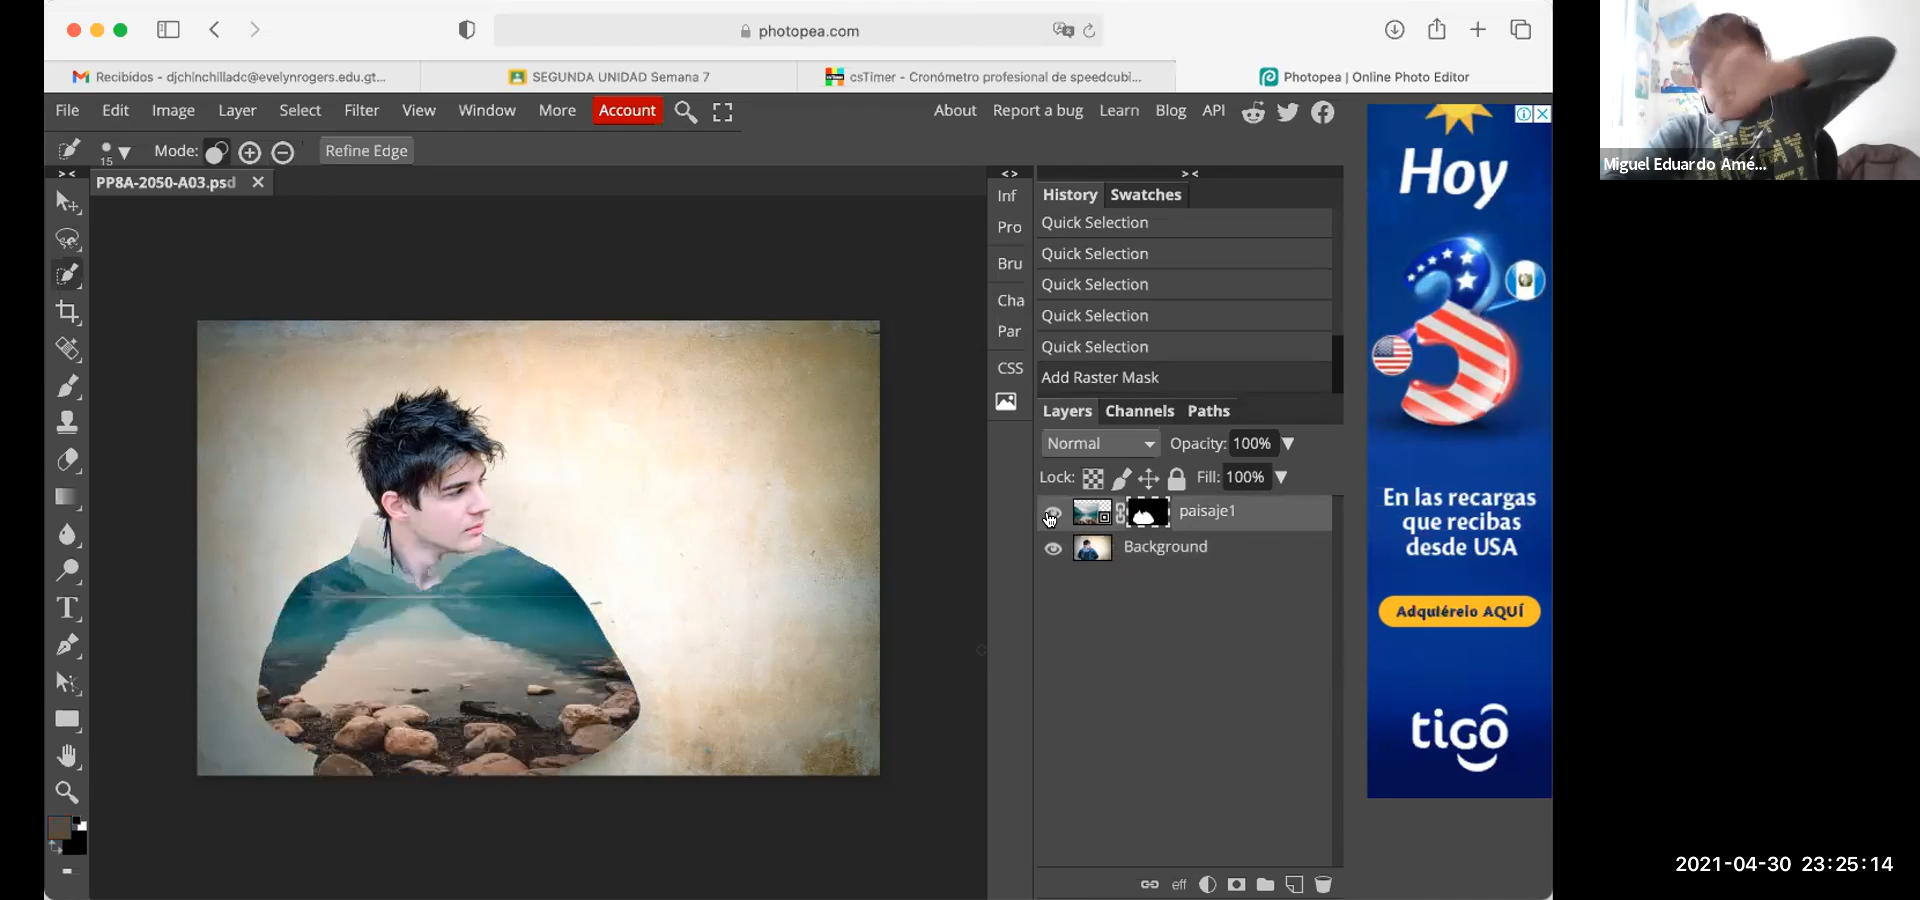 photopea.com
Recibidos - djchinchilladc@evelynrogers.edu.gt...
SEGUNDA UNIDAD Semana 7
csTimer - Cronómetro profesional de speedcubi...
Photopea | Online Photo Editor
File Edit Image Layer Select Filter View Window More Account
About Report a bug Learn Blog API
15 Mode: Refine Edge
PP8A-2050-A03.psd
Inf
Pro
Bru
Cha
Par
CSS
History Swatches
Quick Selection
Quick Selection
Quick Selection
Quick Selection
Quick Selection
Add Raster Mask
Layers Channels Paths
Normal Opacity: 100%
Lock: Fill: 100%
paisaje1
Background
eff
Hoy
3
En las recargas
que recibas
desde USA
Adquiérelo AQUÍ
tigo
Miguel Eduardo Amé...
2021-04-30 23:25:14